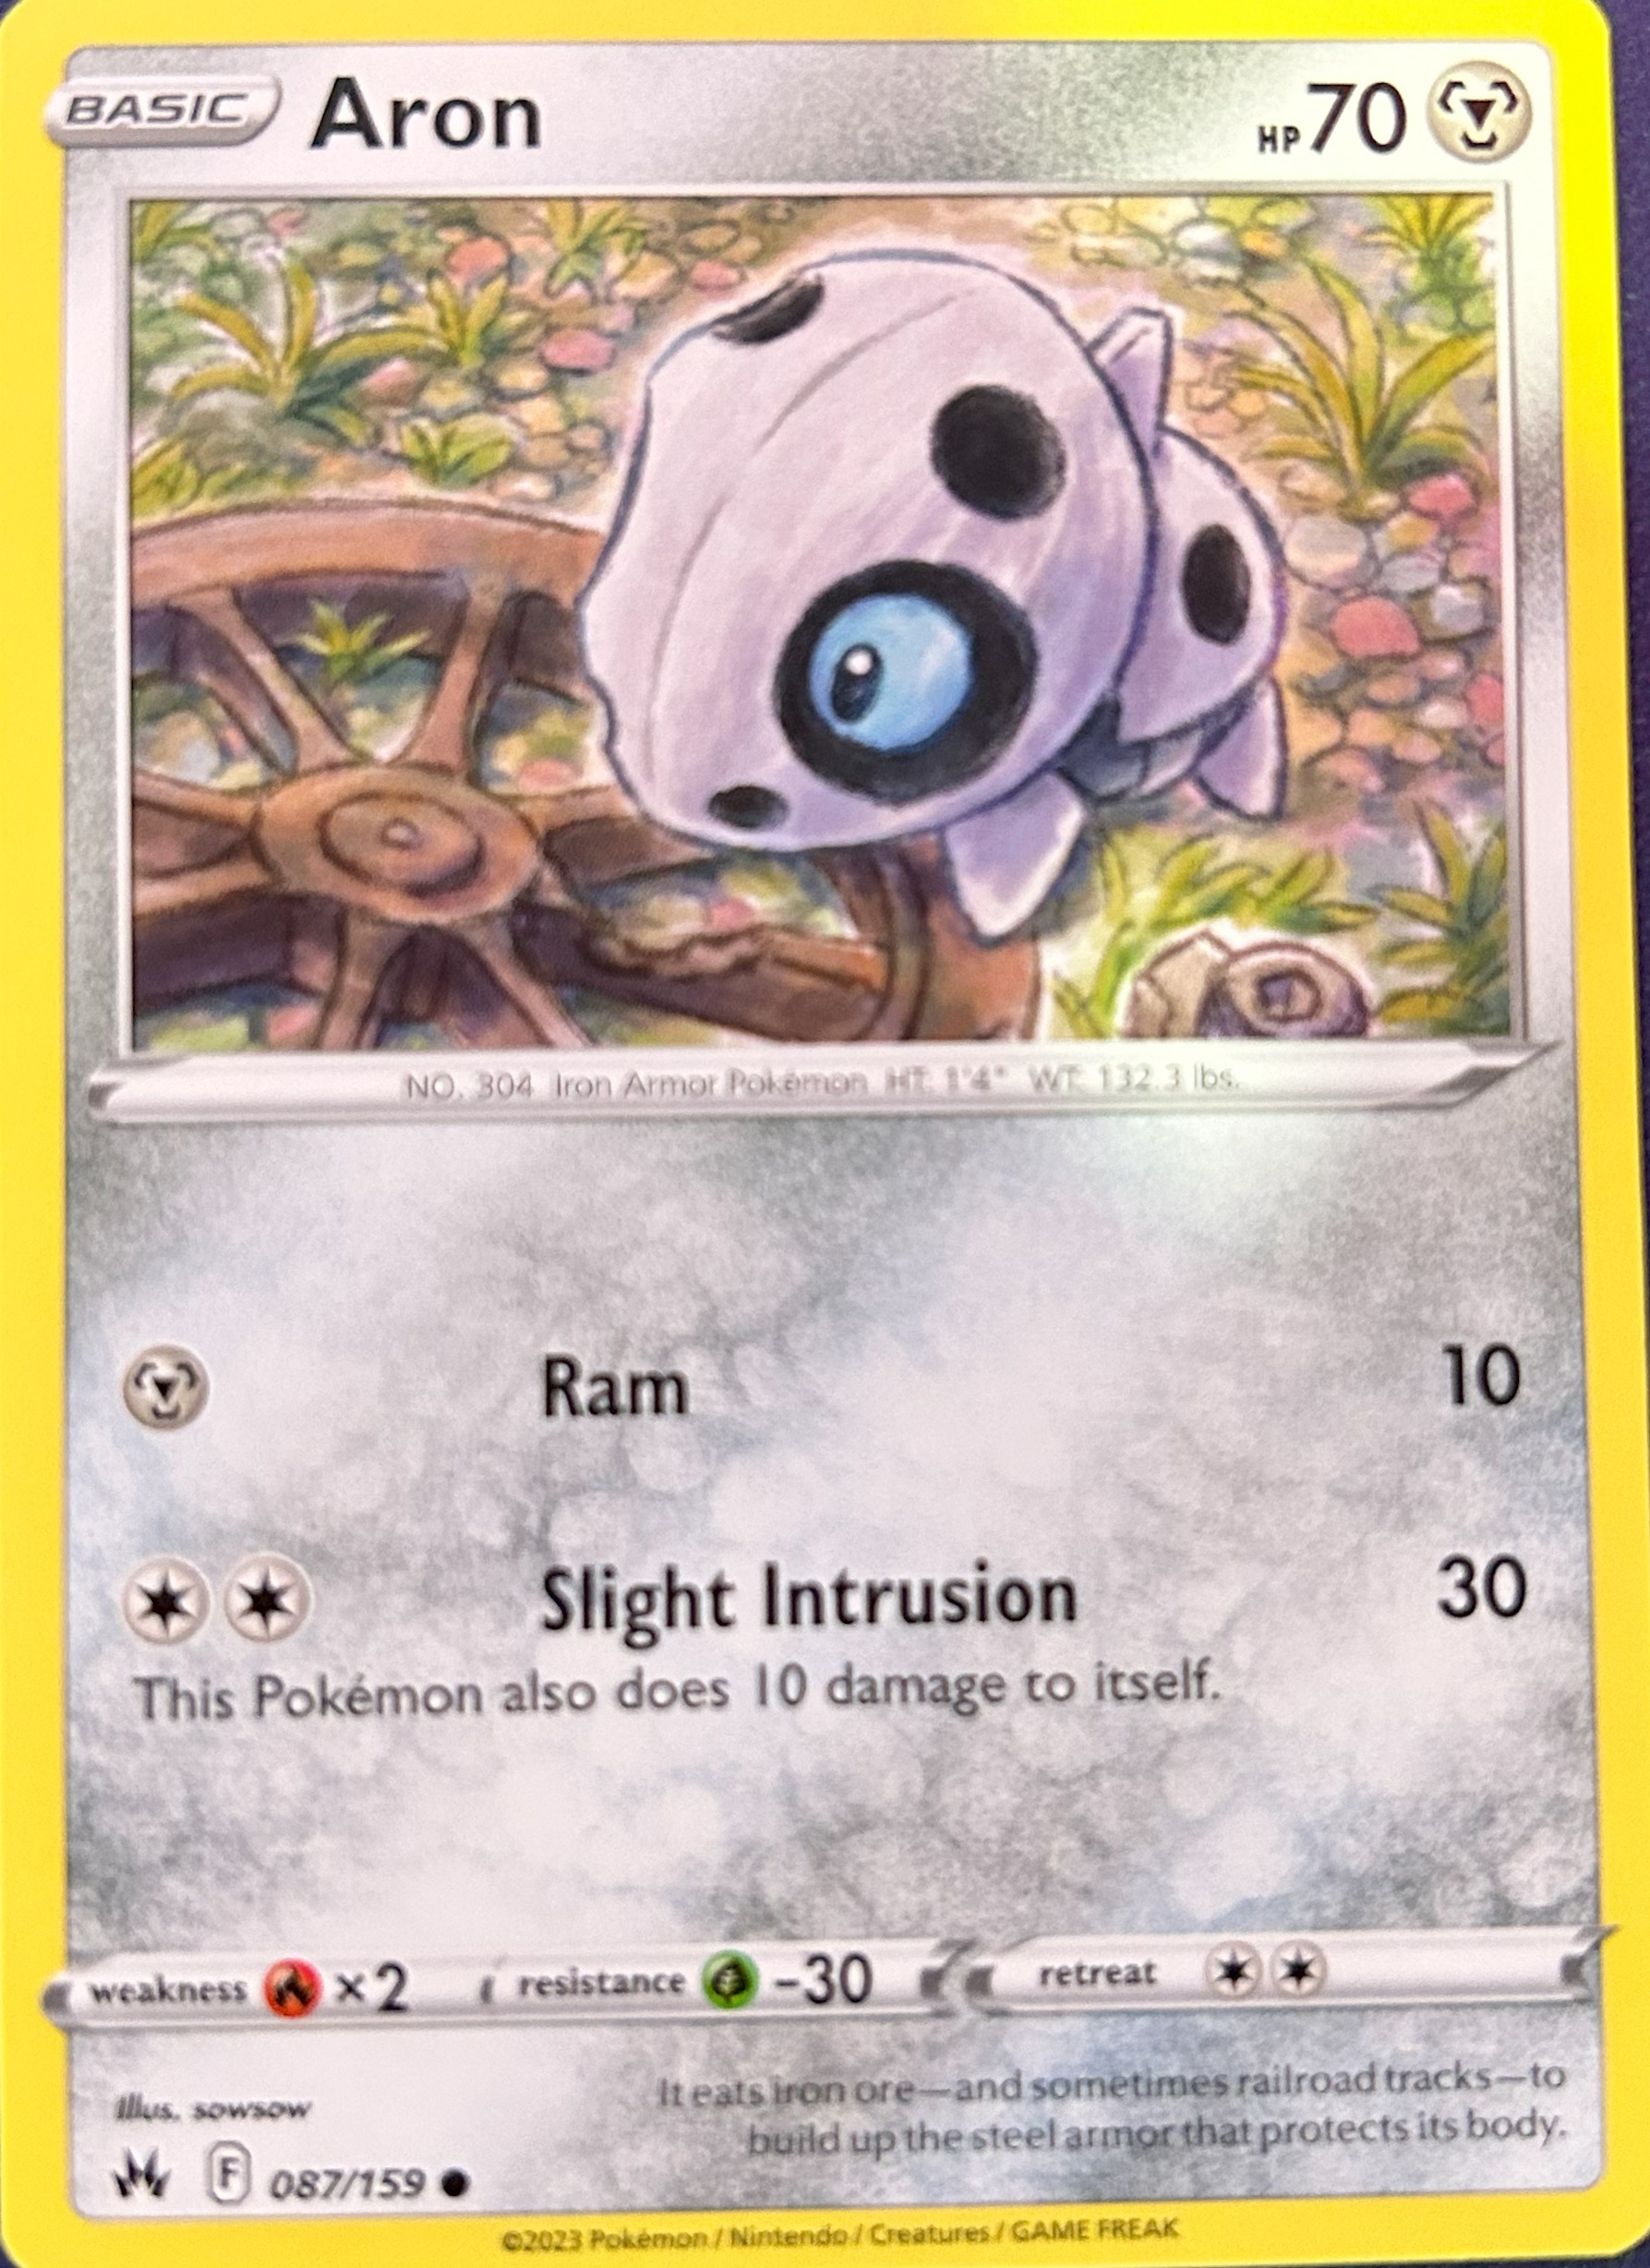 BASIC Aron HP 70
NO. 304 Iron Armor Pokémon HT: 1'4" WT: 132.3 lbs.
Ram 10
Slight Intrusion 30
This Pokémon also does 10 damage to itself.
weakness ×2 resistance -30 retreat
Illus. sowsow
It eats iron ore—and sometimes railroad tracks—to
build up the steel armor that protects its body.
F 087/159
©2023 Pokémon / Nintendo / Creatures / GAME FREAK